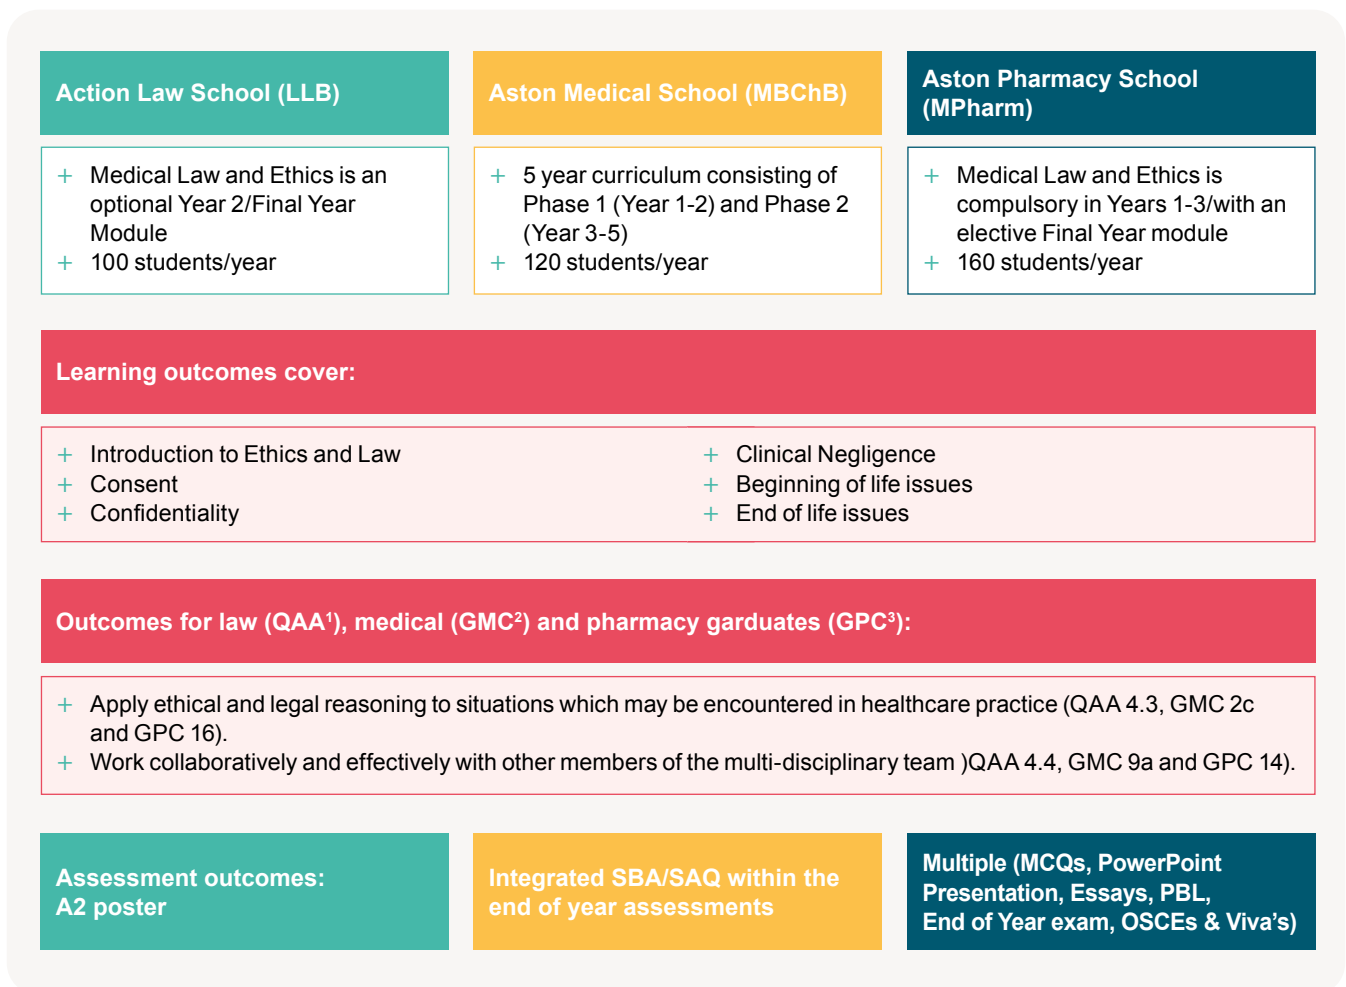 Action Law School (LLB)
+ Medical Law and Ethics is an
optional Year 2/Final Year
Module
+ 100 students/year
Aston Medical School (MBChB)
+ 5 year curriculum consisting of
Phase 1 (Year 1-2) and Phase 2
(Year 3-5)
+ 120 students/year
Aston Pharmacy School
(MPharm)
+ Medical Law and Ethics is
compulsory in Years 1-3/with an
elective Final Year module
+ 160 students/year
Learning outcomes cover:
+ Introduction to Ethics and Law
+ Consent
+ Confidentiality
+ Clinical Negligence
+ Beginning of life issues
+ End of life issues
Outcomes for law (QAA¹), medical (GMC²) and pharmacy garduates (GPC³):
+ Apply ethical and legal reasoning to situations which may be encountered in healthcare practice (QAA 4.3, GMC 2c
and GPC 16).
+ Work collaboratively and effectively with other members of the multi-disciplinary team )QAA 4.4, GMC 9a and GPC 14).
Assessment outcomes:
A2 poster
Integrated SBA/SAQ within the
end of year assessments
Multiple (MCQs, PowerPoint
Presentation, Essays, PBL,
End of Year exam, OSCEs & Viva’s)